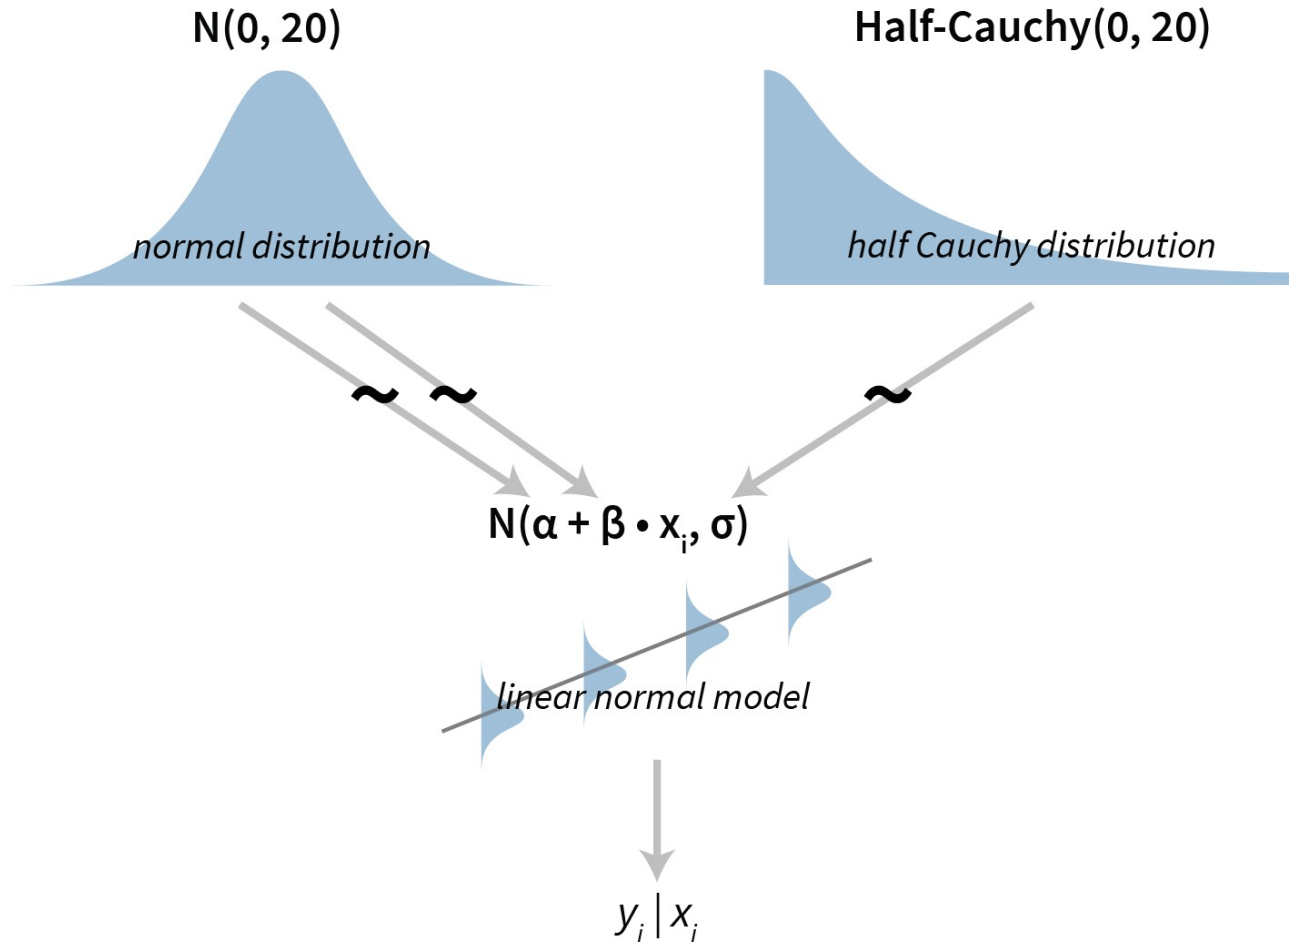 N(0, 20)
Half-Cauchy(0, 20)
normal distribution
half Cauchy distribution
~
~
~
N(α + β • xᵢ, σ)
linear normal model
yᵢ | xᵢ